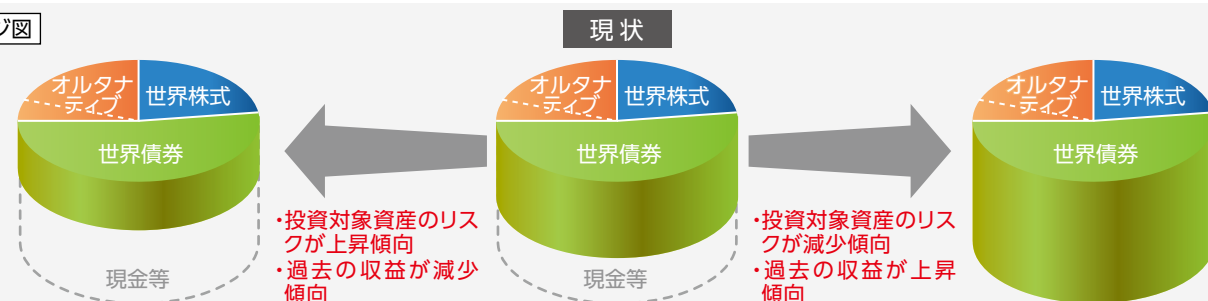 ジ図
現状
オルタナ
ティブ
世界株式
世界債券
現金等
・投資対象資産のリス
クが上昇傾向
・過去の収益が減少
傾向
オルタナ
ティブ
世界株式
世界債券
現金等
・投資対象資産のリス
クが減少傾向
・過去の収益が上昇
傾向
オルタナ
ティブ
世界株式
世界債券